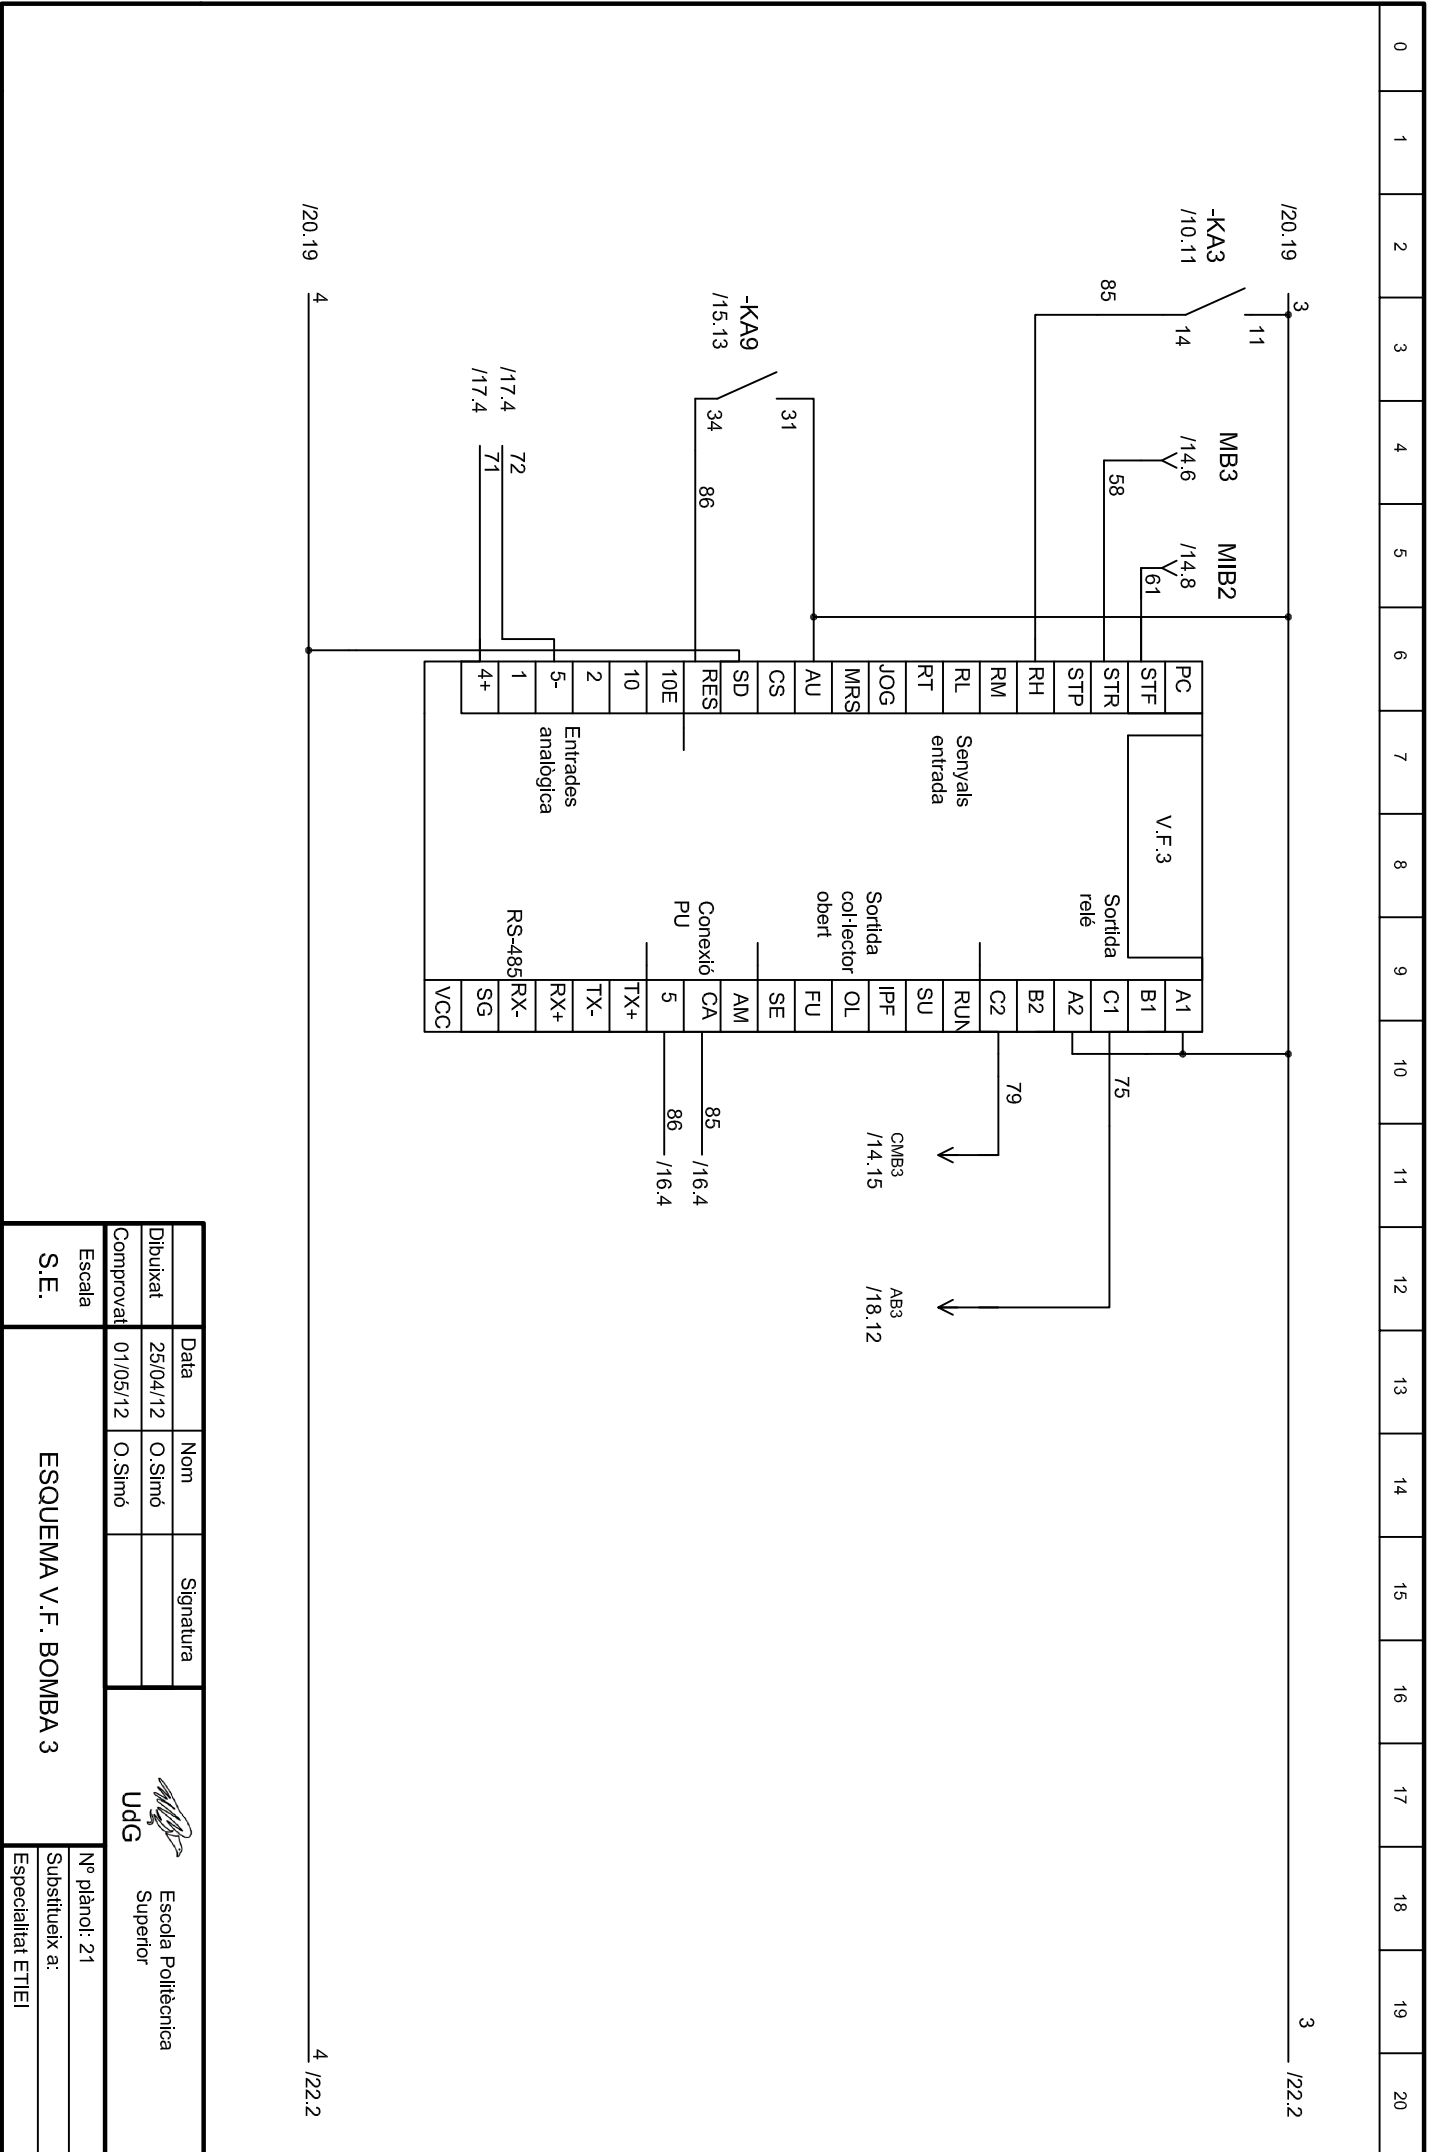 0
1
2
3
4
5
6
7
8
9
10
11
12
13
14
15
16
17
18
19
20
/20.19
3
3
/22.2
-KA3
/10.11
11
14
85
MB3
/14.6
58
MIB2
/14.8
61
-KA9
/15.13
31
34
86
/17.4
72
/17.4
71
/20.19
4
4
/22.2
PC
STF
STR
STP
RH
RM
RL
RT
JOG
MRS
AU
CS
SD
RES
10E
10
2
5-
1
4+
V.F.3
Senyals
entrada
Entrades
analògica
Sortida
relé
Sortida
col·lector
obert
Conexió
PU
RS-485
A1
B1
C1
A2
B2
C2
RUN
SU
IPF
OL
FU
SE
AM
CA
5
TX+
TX-
RX+
RX-
SG
VCC
75
79
85
/16.4
86
/16.4
CMB3
/14.15
AB3
/18.12
Data
Nom
Signatura
Dibuixat
25/04/12
O.Simó
Comprovat
01/05/12
O.Simó
Escala
S.E.
ESQUEMA V.F. BOMBA 3
UdG
Escola Politècnica
Superior
Nº plànol: 21
Substitueix a:
Especialitat ETIEI